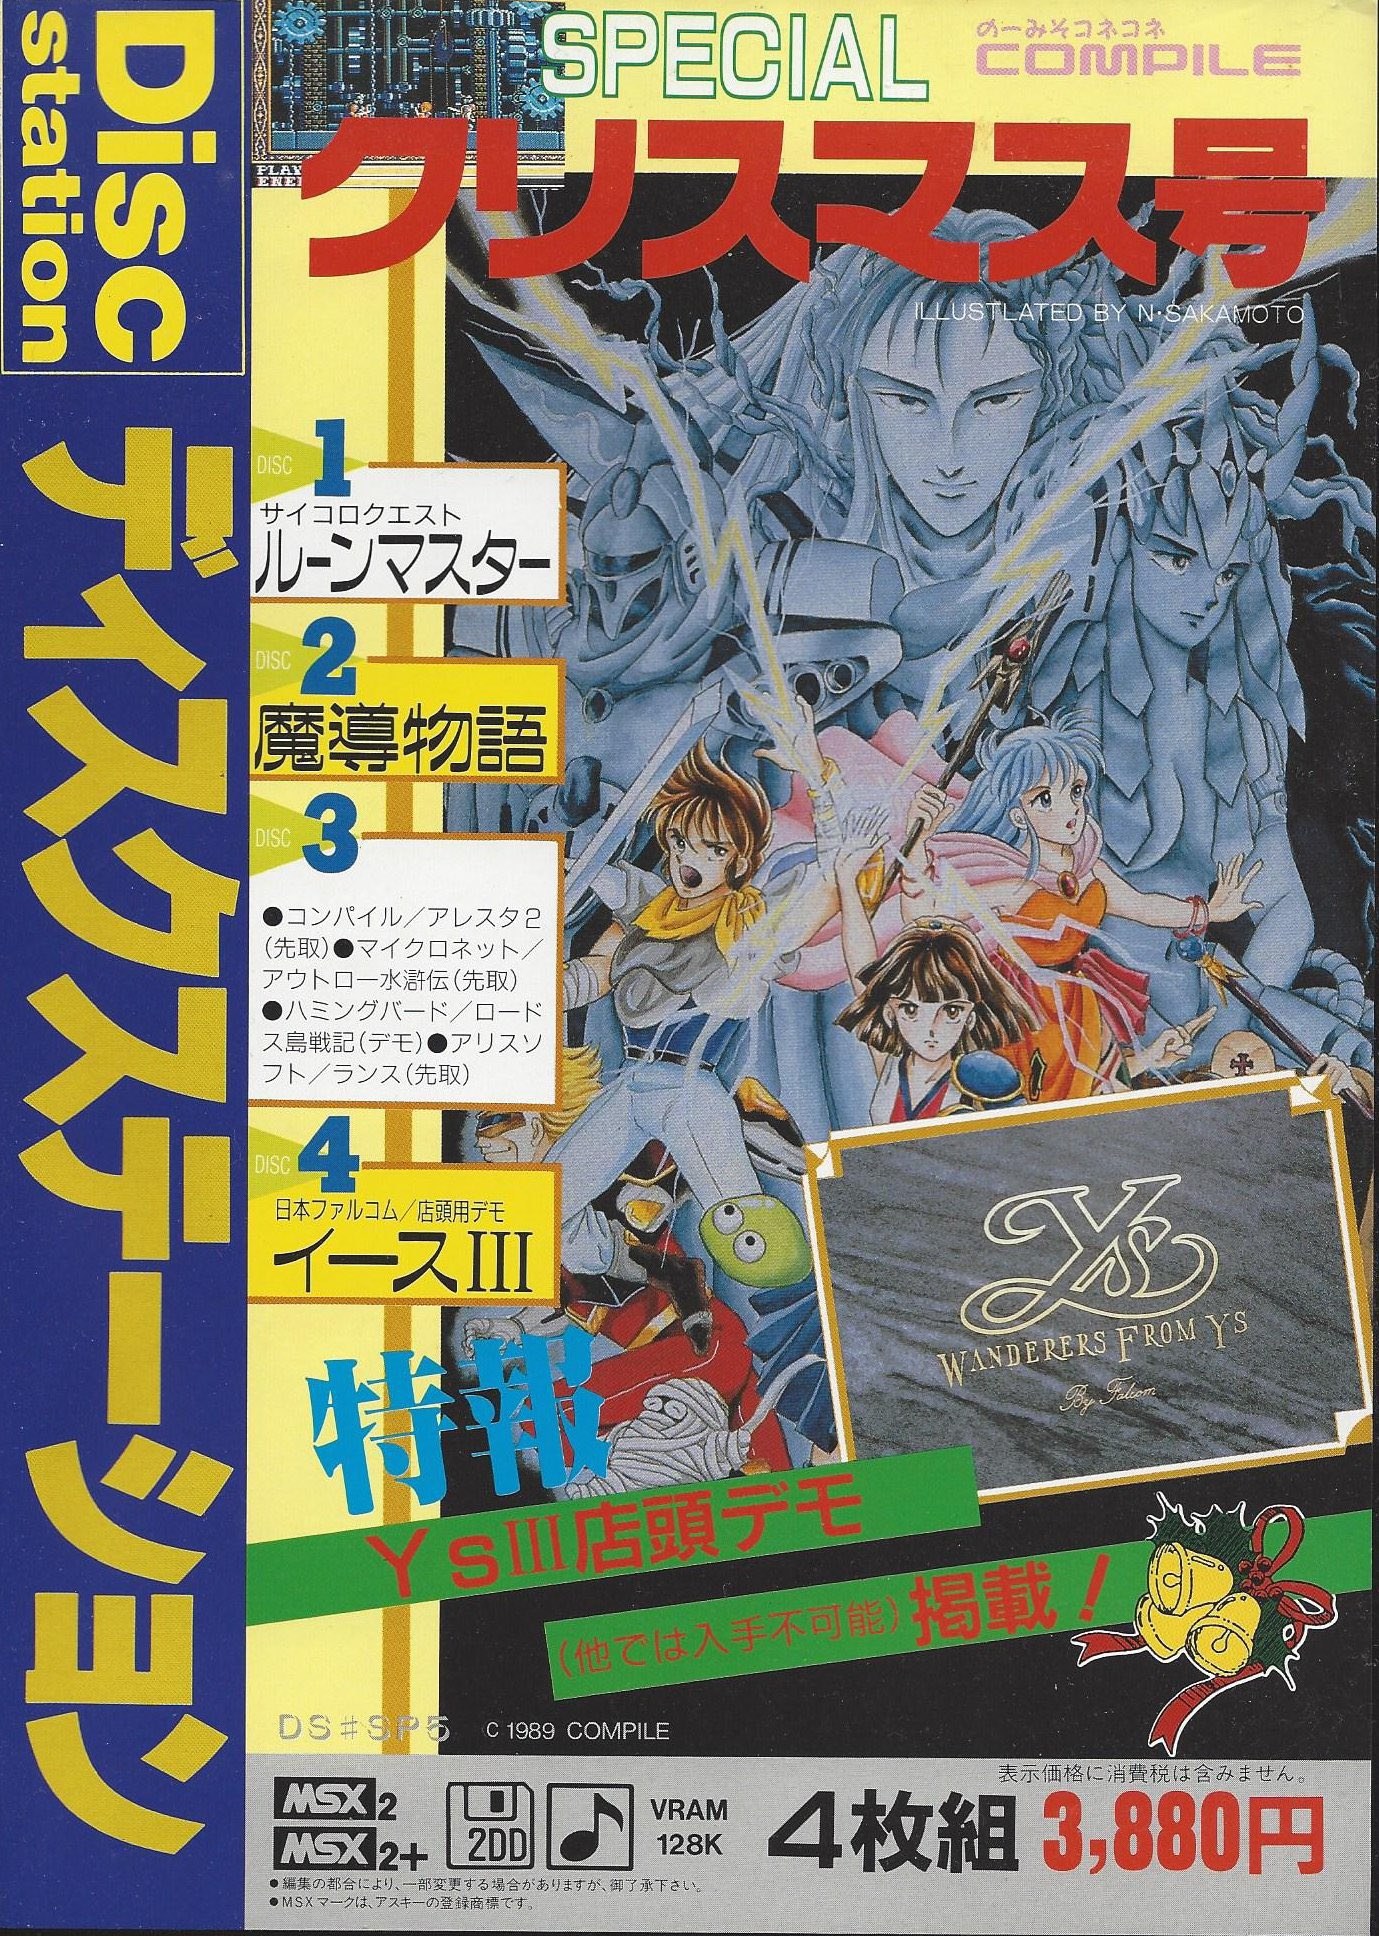 Disc
station
ディスクステーション
SPECIAL
のーみそコネコネ
COMPILE
クリスマス号
ILLUSTLATED BY N・SAKAMOTO
DISC 1
サイコロクエスト
ルーンマスター
DISC 2
魔導物語
DISC 3
●コンパイル／アレスタ2
(先取)●マイクロネット／
アウトロー水滸伝(先取)
●ハミングバード／ロード
ス島戦記(デモ)●アリスソ
フト／ランス(先取)
DISC 4
日本ファルコム／店頭用デモ
イースIII
Ys
WANDERERS FROM YS
By Falcom
特報
YsIII店頭デモ
(他では入手不可能)掲載！
DS♯SP5
C 1989 COMPILE
表示価格に消費税は含みません。
MSX2
MSX2+
2DD
VRAM
128K
4枚組 3,880円
●編集の都合により、一部変更する場合がありますが、御了承下さい。
●MSXマークは、アスキーの登録商標です。